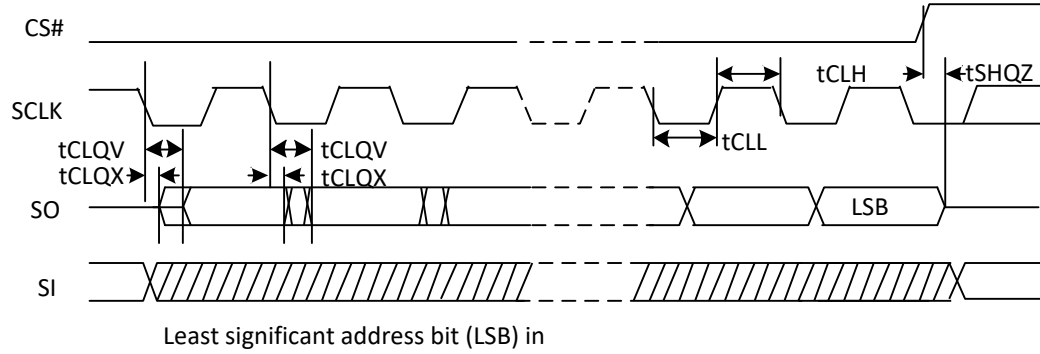 CS#
tCLH
tSHQZ
SCLK
tCLL
tCLQV
tCLQV
tCLQX
tCLQX
SO
LSB
SI
Least significant address bit (LSB) in